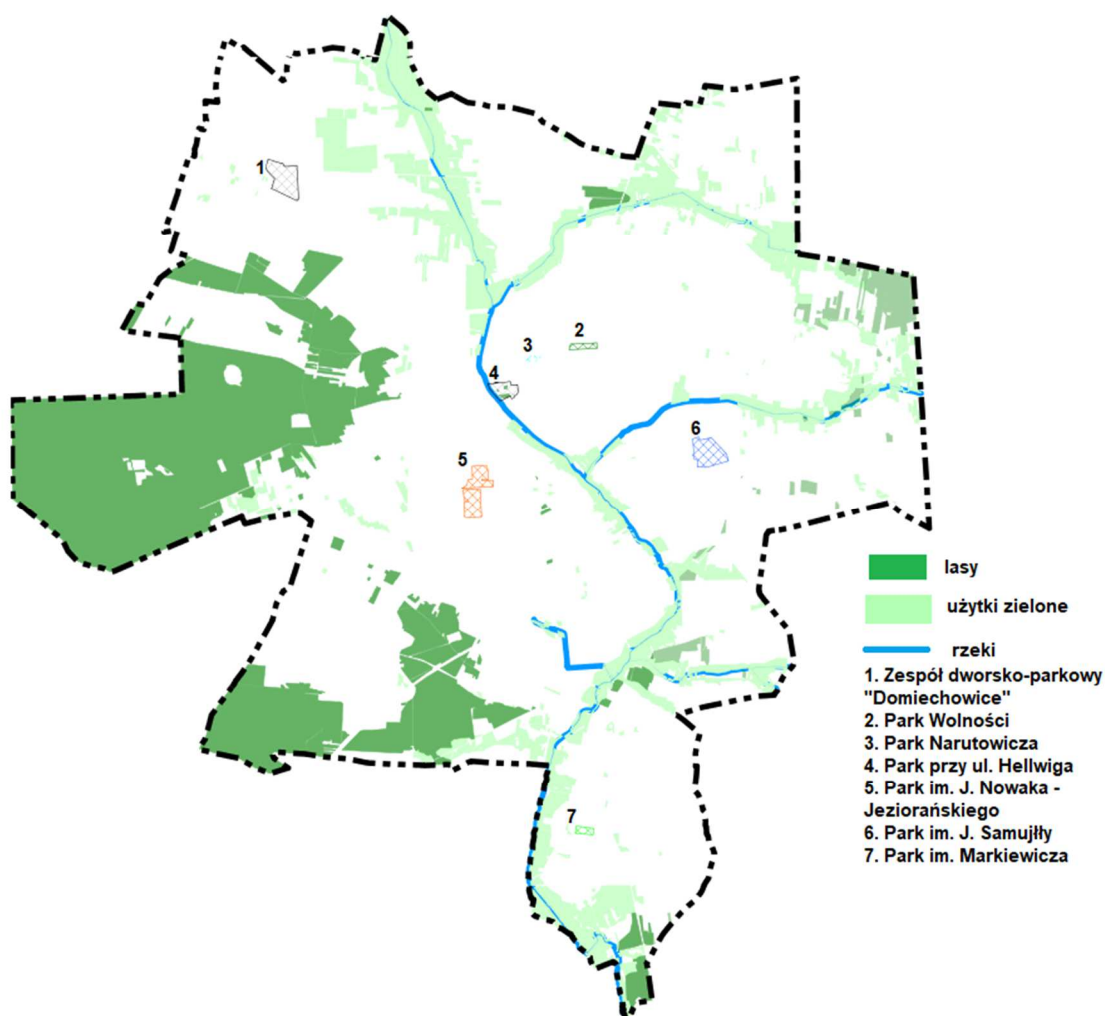 1
2
3
4
6
5
7
lasy
użytki zielone
rzeki
1. Zespół dworsko-parkowy
"Domiechowice"
2. Park Wolności
3. Park Narutowicza
4. Park przy ul. Hellwiga
5. Park im. J. Nowaka -
Jeziorańskiego
6. Park im. J. Samujłły
7. Park im. Markiewicza